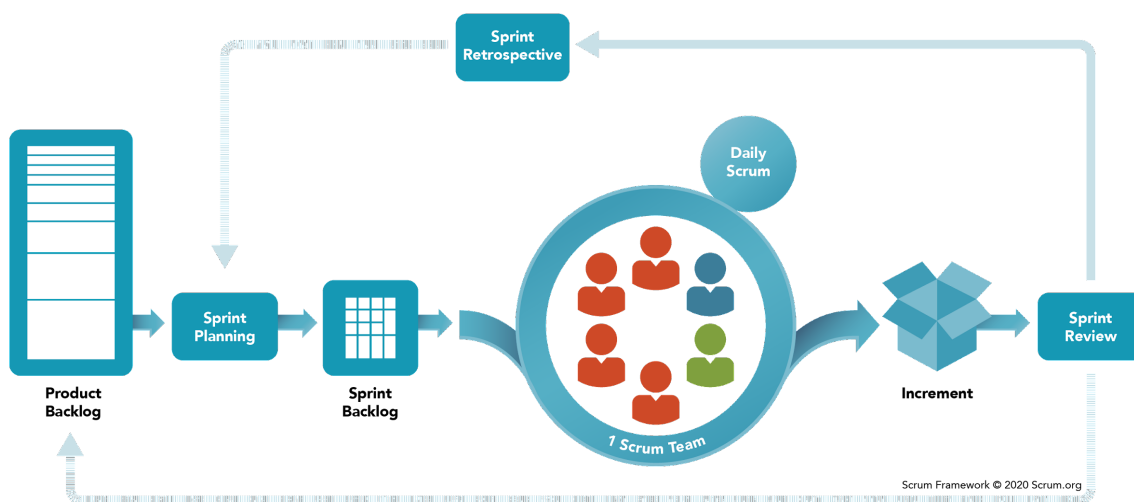 Sprint
Retrospective
Daily
Scrum
Sprint
Planning
Sprint
Review
Product
Backlog
Sprint
Backlog
Increment
1 Scrum Team
Scrum Framework © 2020 Scrum.org